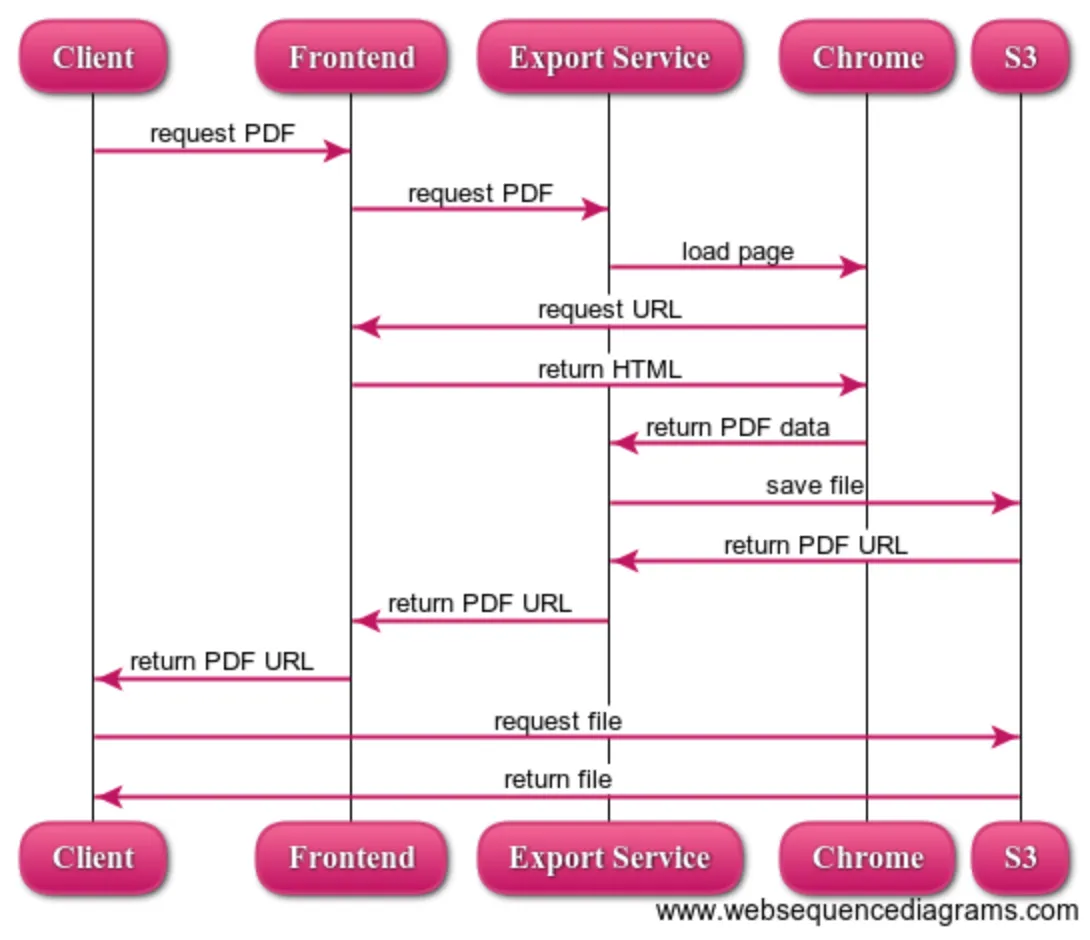 Client Frontend Export Service Chrome S3
request PDF
request PDF
load page
request URL
return HTML
return PDF data
save file
return PDF URL
return PDF URL
return PDF URL
request file
return file
Client Frontend Export Service Chrome S3
www.websequencediagrams.com